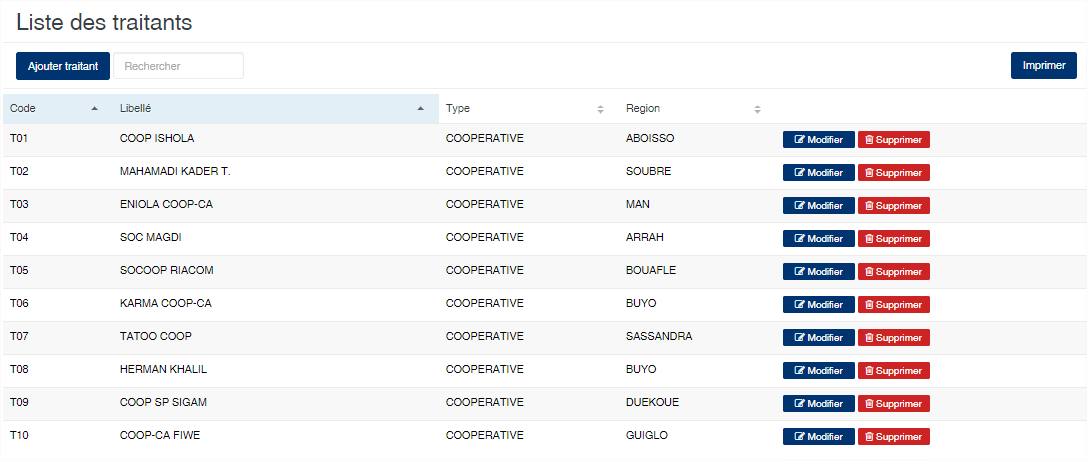 Liste des traitants
Ajouter traitant Rechercher Imprimer
Code Libellé Type Region
T01 COOP ISHOLA COOPERATIVE ABOISSO Modifier Supprimer
T02 MAHAMADI KADER T. COOPERATIVE SOUBRE Modifier Supprimer
T03 ENIOLA COOP-CA COOPERATIVE MAN Modifier Supprimer
T04 SOC MAGDI COOPERATIVE ARRAH Modifier Supprimer
T05 SOCOOP RIACOM COOPERATIVE BOUAFLE Modifier Supprimer
T06 KARMA COOP-CA COOPERATIVE BUYO Modifier Supprimer
T07 TATOO COOP COOPERATIVE SASSANDRA Modifier Supprimer
T08 HERMAN KHALIL COOPERATIVE BUYO Modifier Supprimer
T09 COOP SP SIGAM COOPERATIVE DUEKOUE Modifier Supprimer
T10 COOP-CA FIWE COOPERATIVE GUIGLO Modifier Supprimer